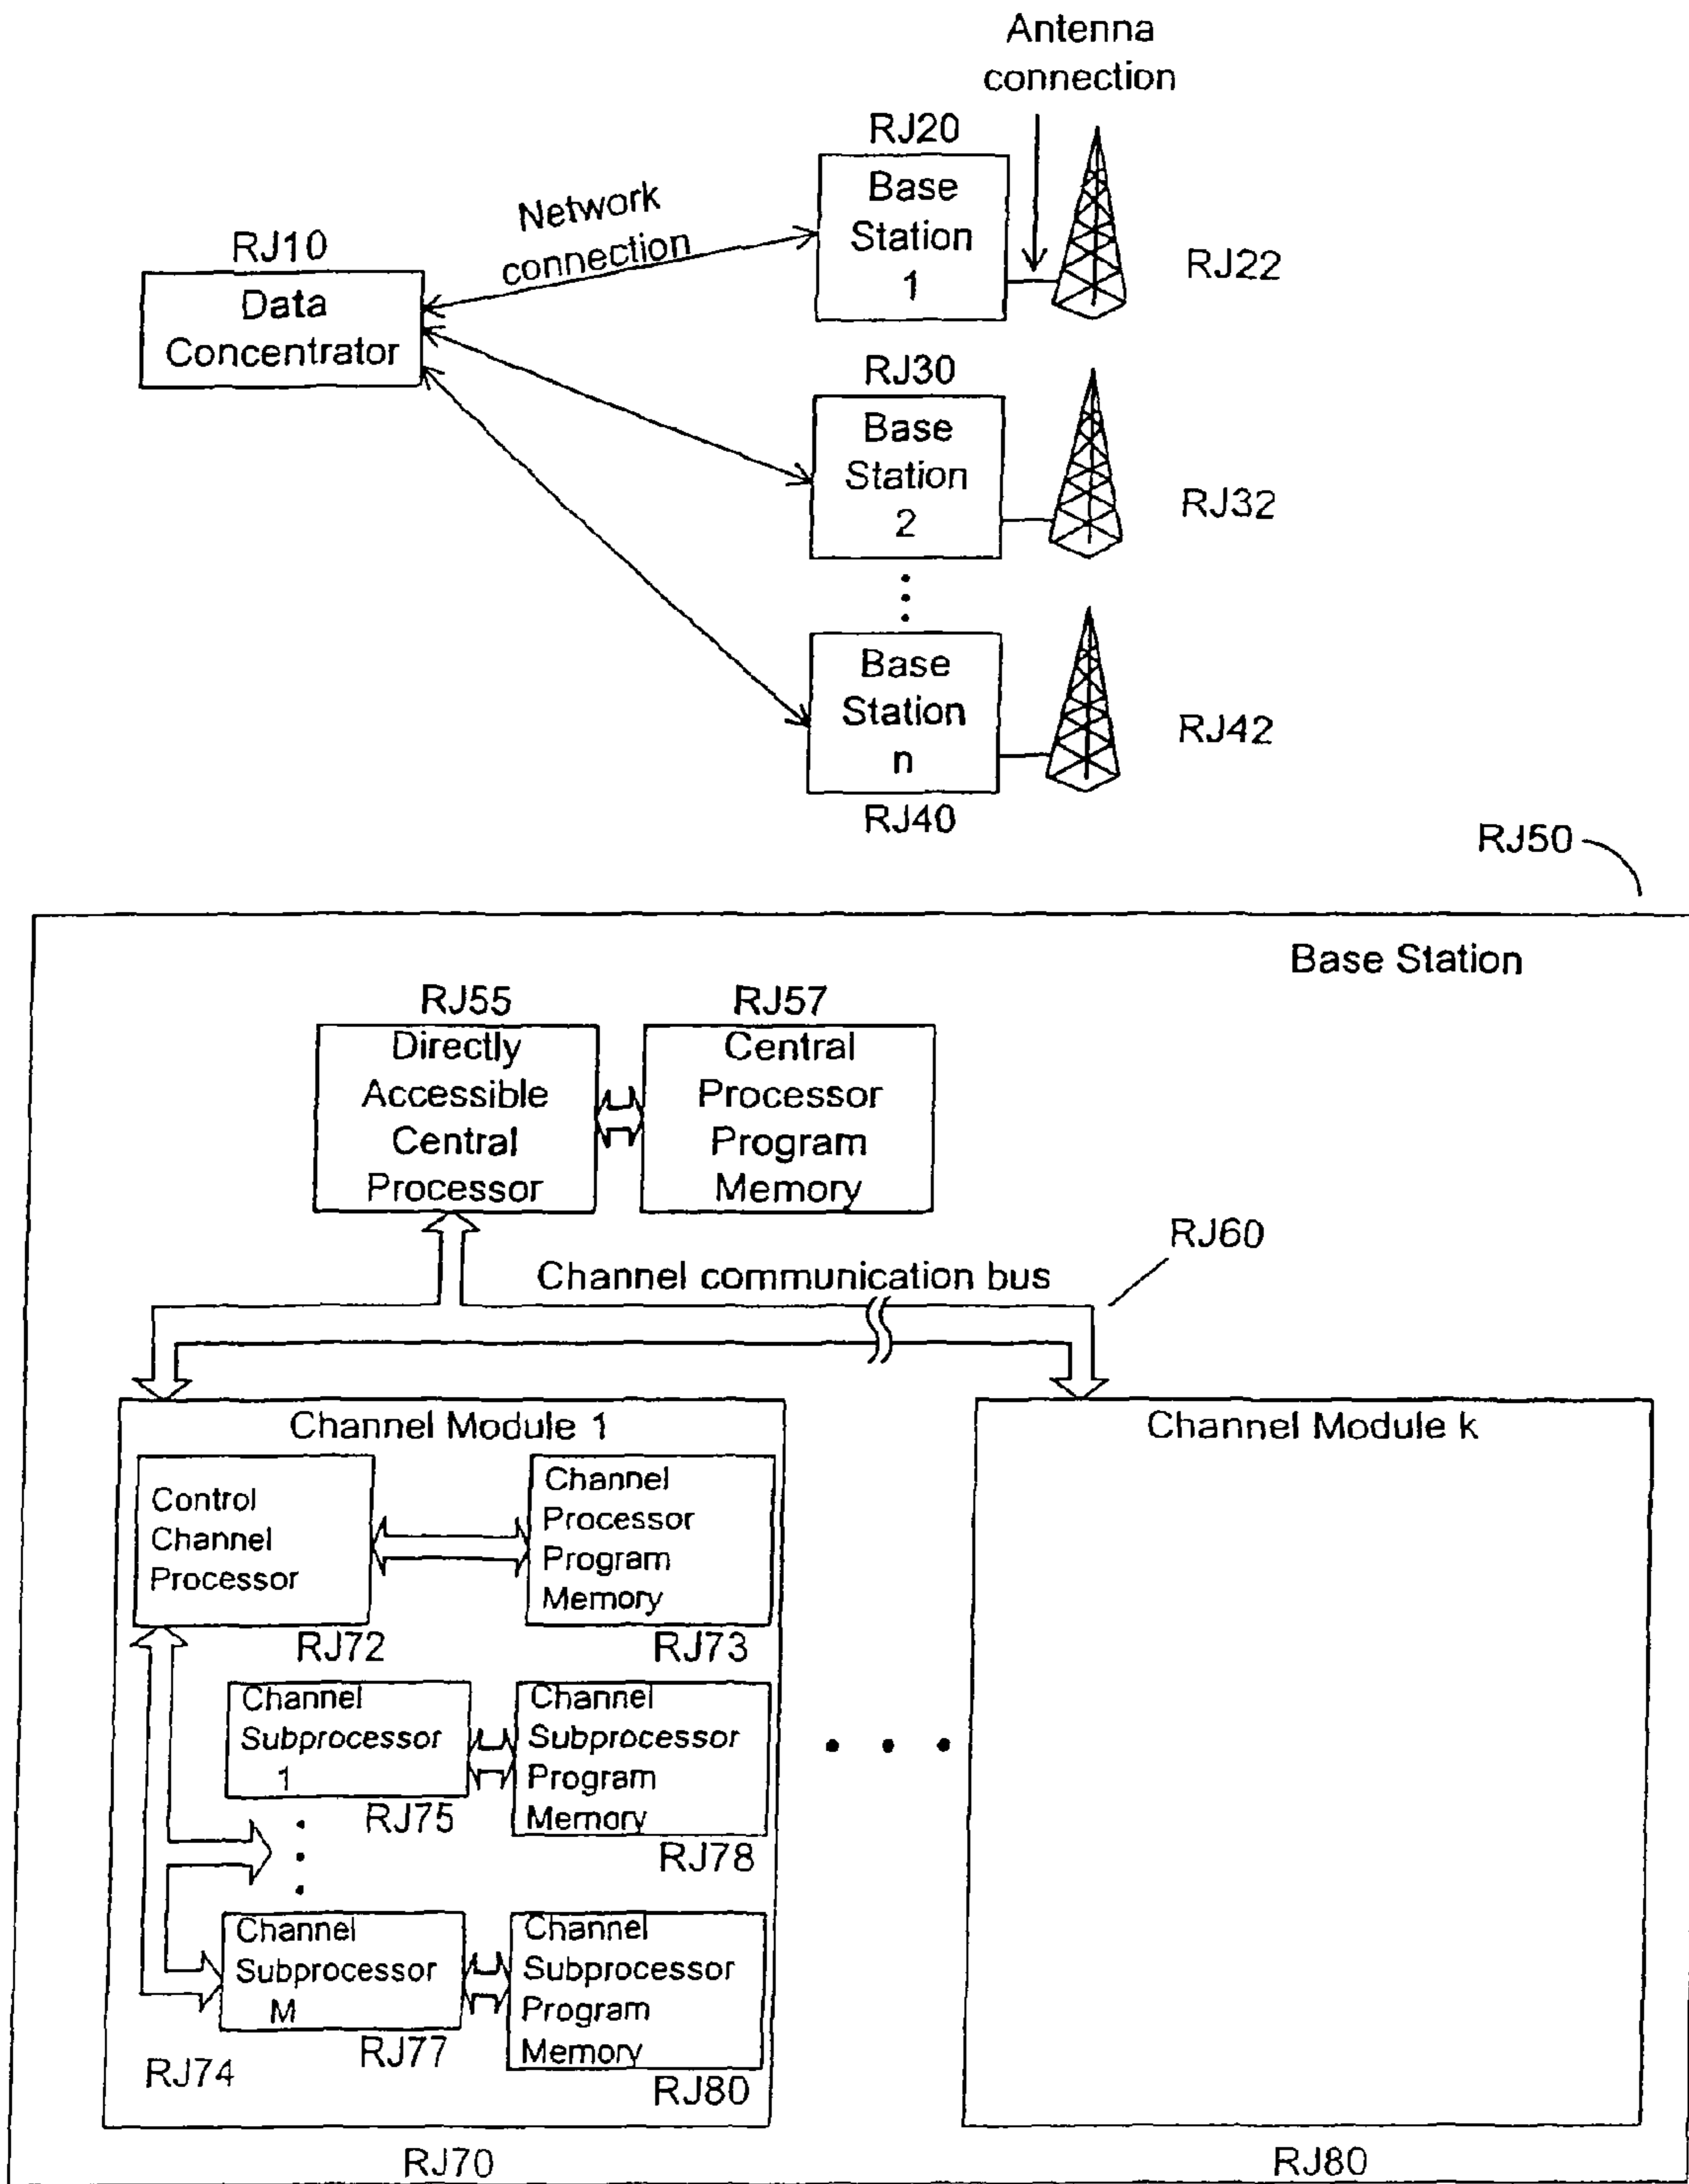 Antenna
connection
RJ20
Base
Station
1
Network
connection
RJ10
Data
Concentrator
RJ22
RJ30
Base
Station
2
RJ32
Base
Station
n
RJ42
RJ40
RJ50
Base Station
RJ55
RJ57
Directly
Accessible
Central
Processor
Central
Processor
Program
Memory
RJ60
Channel communication bus
Channel Module 1
Channel Module k
Control
Channel
Processor
Channel
Processor
Program
Memory
RJ72
RJ73
Channel
Subprocessor
1
Channel
Subprocessor
Program
Memory
RJ75
RJ78
Channel
Subprocessor
M
Channel
Subprocessor
Program
Memory
RJ77
RJ74
RJ80
RJ70
RJ80